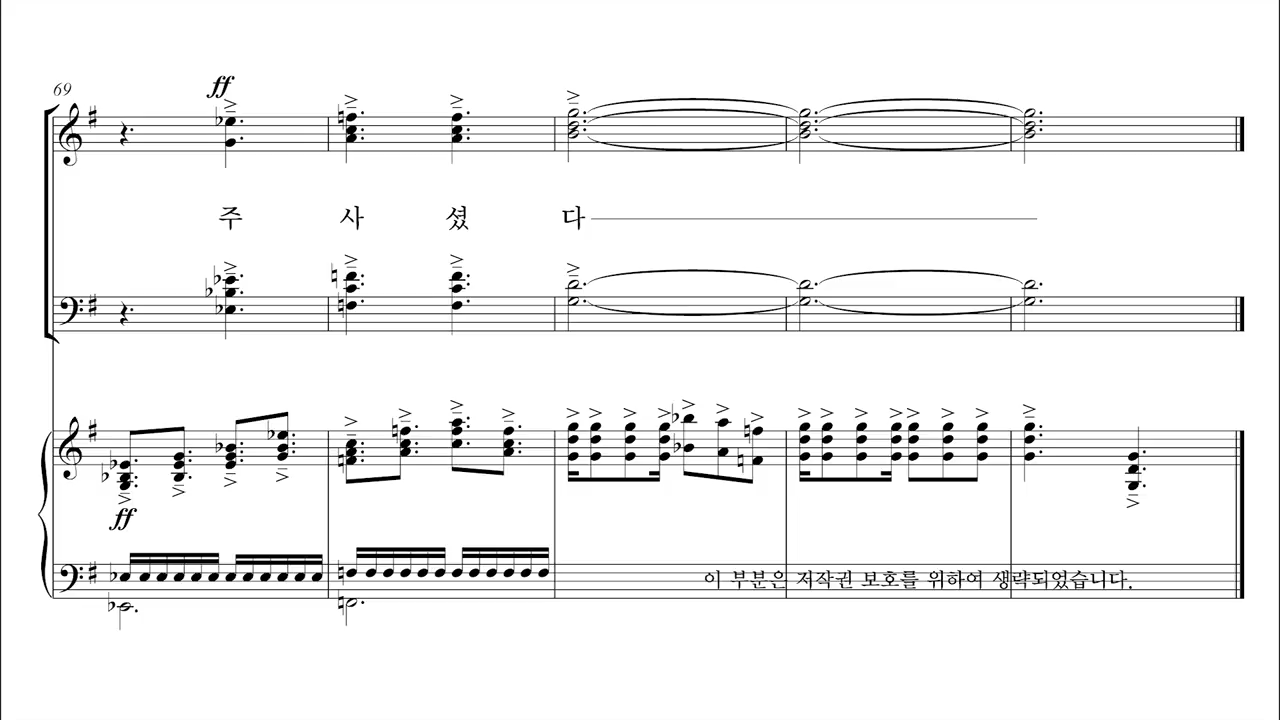 69
ff
주 사 셨 다
ff
이 부분은 저작권 보호를 위하여 생략되었습니다.